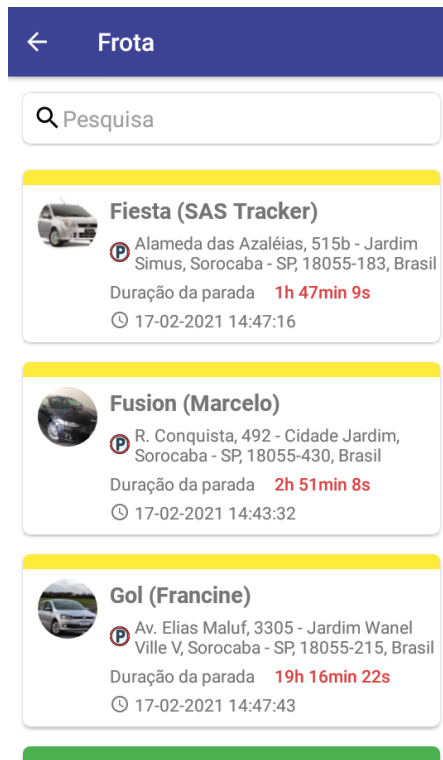 Frota
Pesquisa
Fiesta (SAS Tracker)
P Alameda das Azaléias, 515b - Jardim
Simus, Sorocaba - SP, 18055-183, Brasil
Duração da parada 1h 47min 9s
17-02-2021 14:47:16
Fusion (Marcelo)
P R. Conquista, 492 - Cidade Jardim,
Sorocaba - SP, 18055-430, Brasil
Duração da parada 2h 51min 8s
17-02-2021 14:43:32
Gol (Francine)
P Av. Elias Maluf, 3305 - Jardim Wanel
Ville V, Sorocaba - SP, 18055-215, Brasil
Duração da parada 19h 16min 22s
17-02-2021 14:47:43